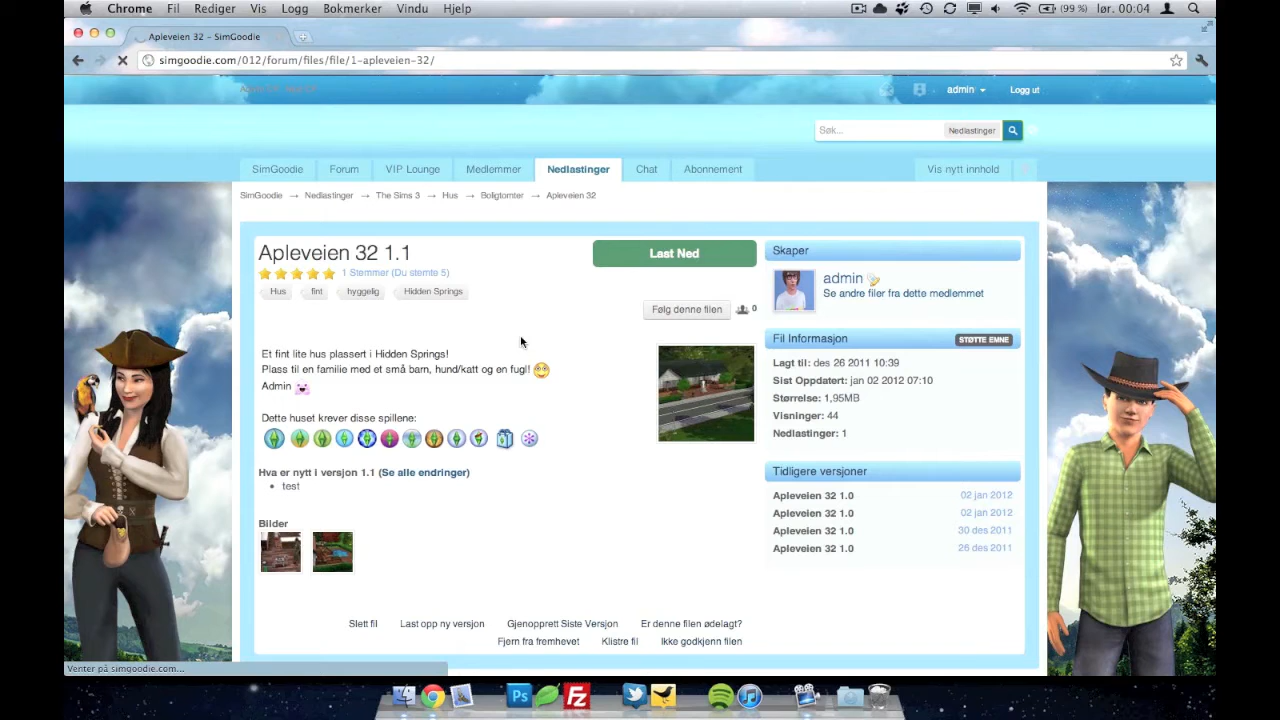 Chrome Fil Rediger Vis Logg Bokmerker Vindu Hjelp (99 %) lør. 00:04
Apleveien 32 – SimGoodie
simgoodie.com/012/forum/files/file/1-apleveien-32/
admin Logg ut
Søk... Nedlastinger
SimGoodie Forum VIP Lounge Medlemmer Nedlastinger Chat Abonnement Vis nytt innhold
SimGoodie → Nedlastinger → The Sims 3 → Hus → Boligtomter → Apleveien 32
Apleveien 32 1.1
Last Ned
1 Stemmer (Du stemte 5)
Hus fint hyggelig Hidden Springs
Følg denne filen 0
Et fint lite hus plassert i Hidden Springs!
Plass til en familie med et små barn, hund/katt og en fugl!
Admin
Dette huset krever disse spillene:
Hva er nytt i versjon 1.1 (Se alle endringer)
• test
Bilder
Slett fil Last opp ny versjon Gjenopprett Siste Versjon Er denne filen ødelagt?
Fjern fra fremhevet Klistre fil Ikke godkjenn filen
Skaper
admin
Se andre filer fra dette medlemmet
Fil Informasjon STØTTE EMNE
Lagt til: des 26 2011 10:39
Sist Oppdatert: jan 02 2012 07:10
Størrelse: 1,95MB
Visninger: 44
Nedlastinger: 1
Tidligere versjoner
Apleveien 32 1.0 02 jan 2012
Apleveien 32 1.0 02 jan 2012
Apleveien 32 1.0 30 des 2011
Apleveien 32 1.0 26 des 2011
Venter på simgoodie.com...
Ps Fz